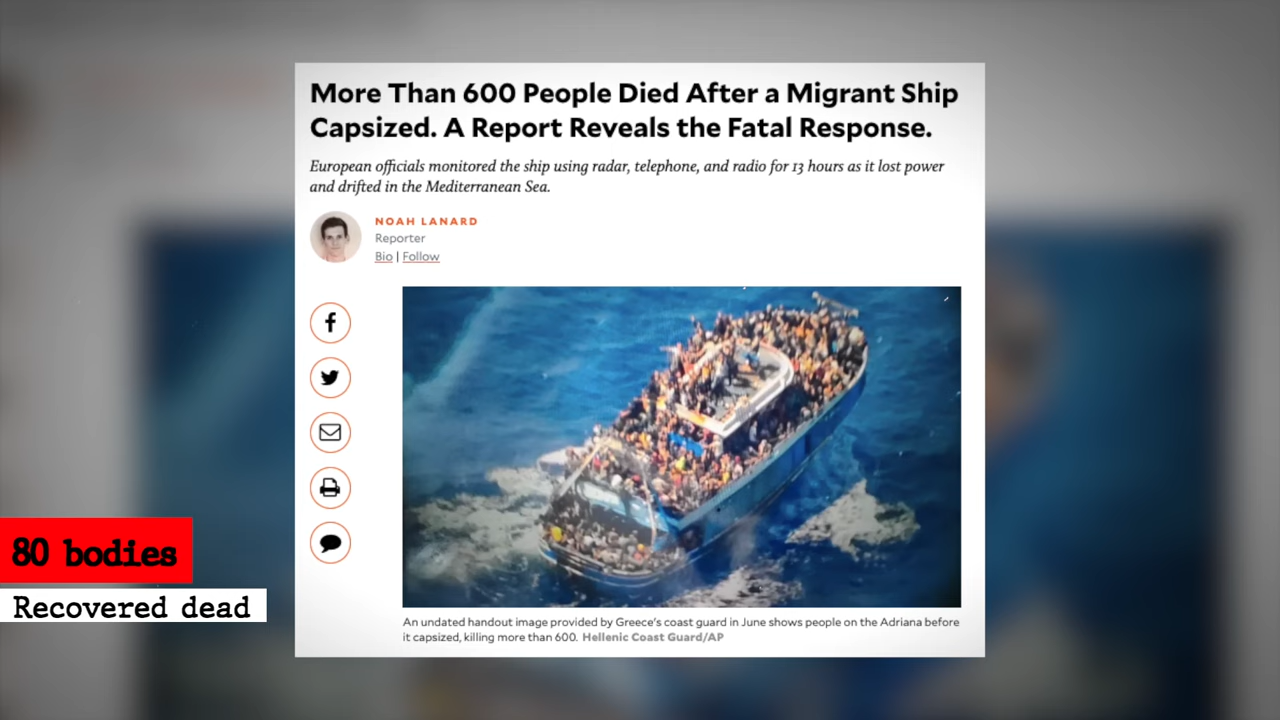 More Than 600 People Died After a Migrant Ship
Capsized. A Report Reveals the Fatal Response.
European officials monitored the ship using radar, telephone, and radio for 13 hours as it lost power
and drifted in the Mediterranean Sea.
NOAH LANARD
Reporter
Bio | Follow
80 bodies
Recovered dead
An undated handout image provided by Greece's coast guard in June shows people on the Adriana before
it capsized, killing more than 600. Hellenic Coast Guard/AP